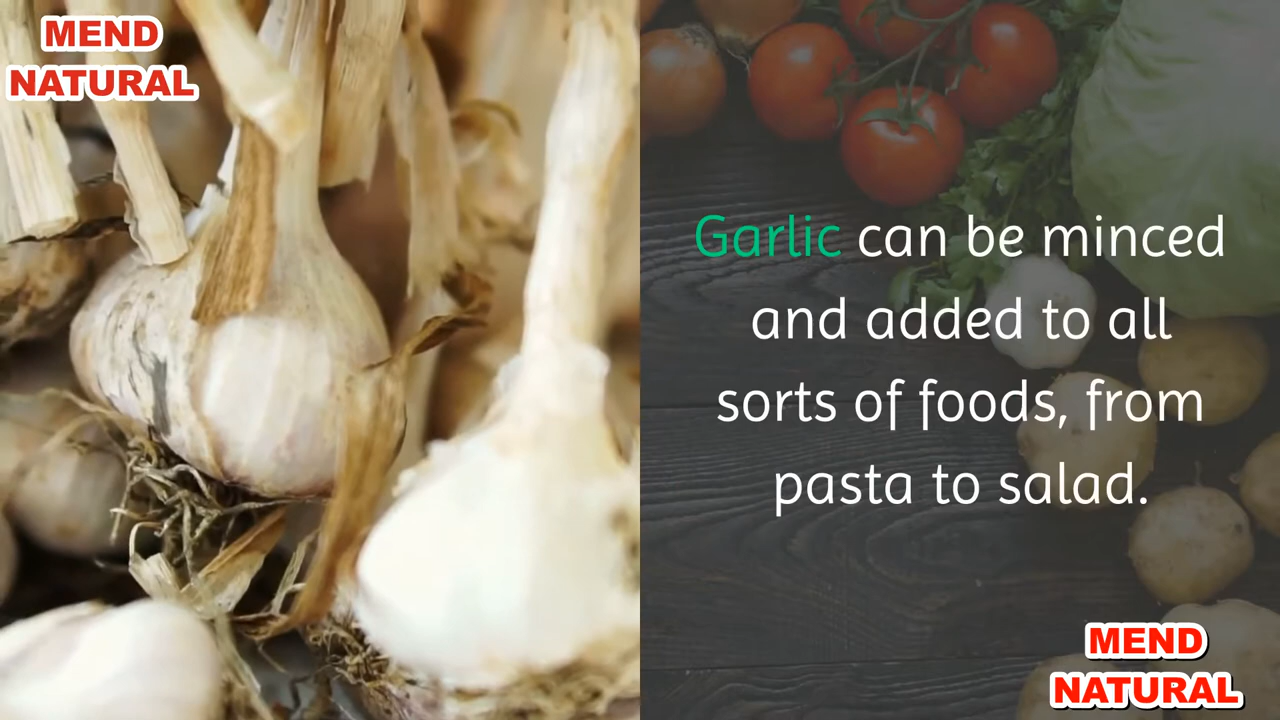 MEND
NATURAL
Garlic can be minced
and added to all
sorts of foods, from
pasta to salad.
MEND
NATURAL